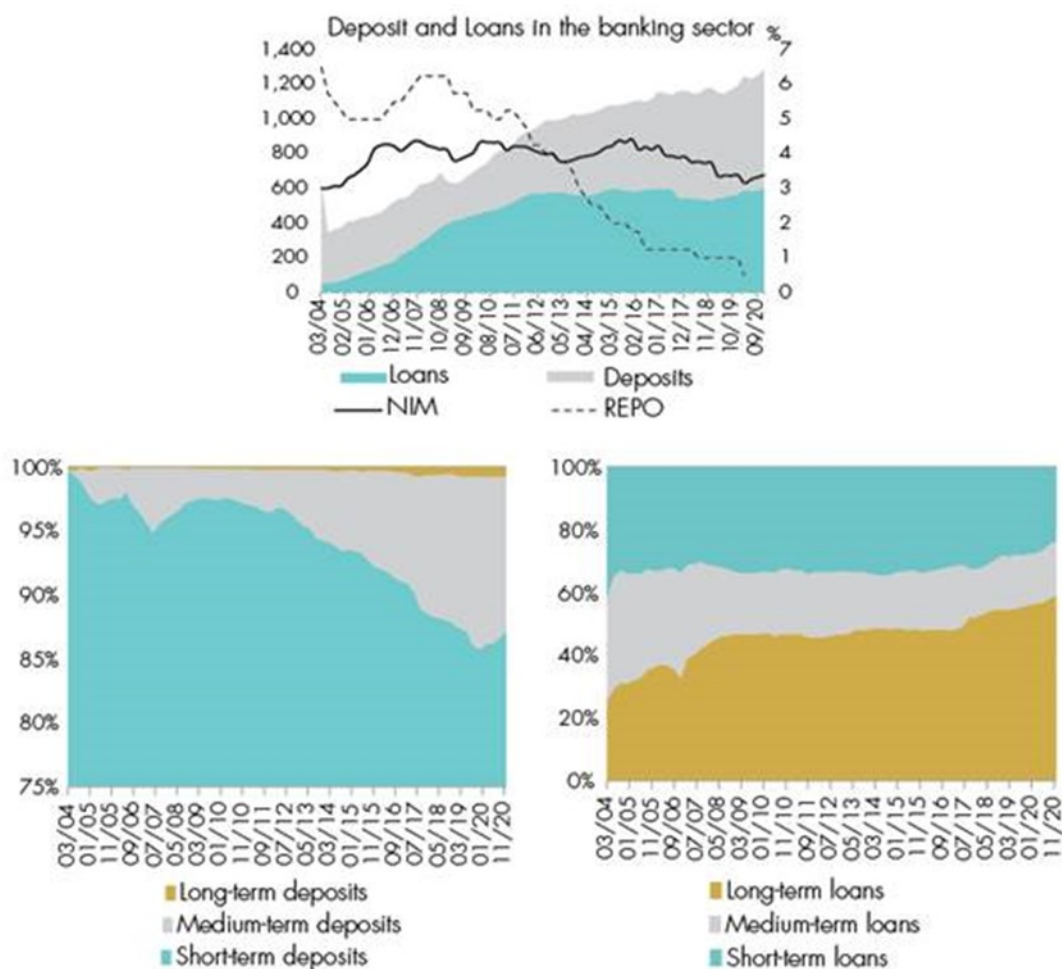 Deposit and Loans in the banking sector %
1,400 7
1,200 6
1,000 5
800 4
600 3
400 2
200 1
0 0
03/04 02/05 01/06 12/06 11/07 10/08 09/09 08/10 07/11 06/12 05/13 04/14 03/15 02/16 01/17 12/17 11/18 10/19 09/20
Loans Deposits
NIM REPO
100%
95%
90%
85%
80%
75%
03/04 01/05 11/05 09/06 07/07 05/08 03/09 01/10 11/10 09/11 07/12 05/13 03/14 01/15 11/15 09/16 07/17 05/18 03/19 01/20 11/20
Long-term deposits
Medium-term deposits
Short-term deposits
100%
80%
60%
40%
20%
0%
03/04 01/05 11/05 09/06 07/07 05/08 03/09 01/10 11/10 09/11 07/12 05/13 03/14 01/15 11/15 09/16 07/17 05/18 03/19 01/20 11/20
Long-term loans
Medium-term loans
Short-term loans